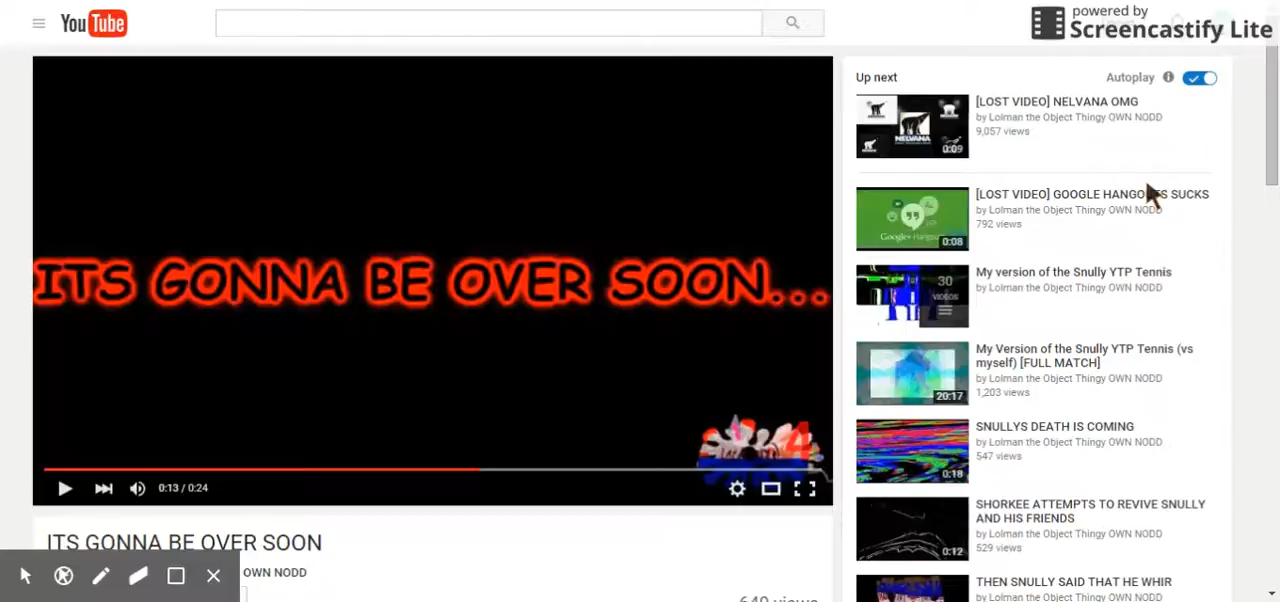 YouTube
powered by
Screencastify Lite
ITS GONNA BE OVER SOON...
0:13 / 0:24
ITS GONNA BE OVER SOON
OWN NODD
649 views
Up next
Autoplay
[LOST VIDEO] NELVANA OMG
by Lolman the Object Thingy OWN NODD
9,057 views
NELVANA
0:09
[LOST VIDEO] GOOGLE HANGOUTS SUCKS
by Lolman the Object Thingy OWN NODD
792 views
0:08
My version of the Snully YTP Tennis
by Lolman the Object Thingy OWN NODD
30
VIDEOS
My Version of the Snully YTP Tennis (vs
myself) [FULL MATCH]
by Lolman the Object Thingy OWN NODD
1,203 views
20:17
SNULLYS DEATH IS COMING
by Lolman the Object Thingy OWN NODD
547 views
0:18
SHORKEE ATTEMPTS TO REVIVE SNULLY
AND HIS FRIENDS
by Lolman the Object Thingy OWN NODD
529 views
0:12
THEN SNULLY SAID THAT HE WHIR
by Lolman the Object Thingy OWN NODD